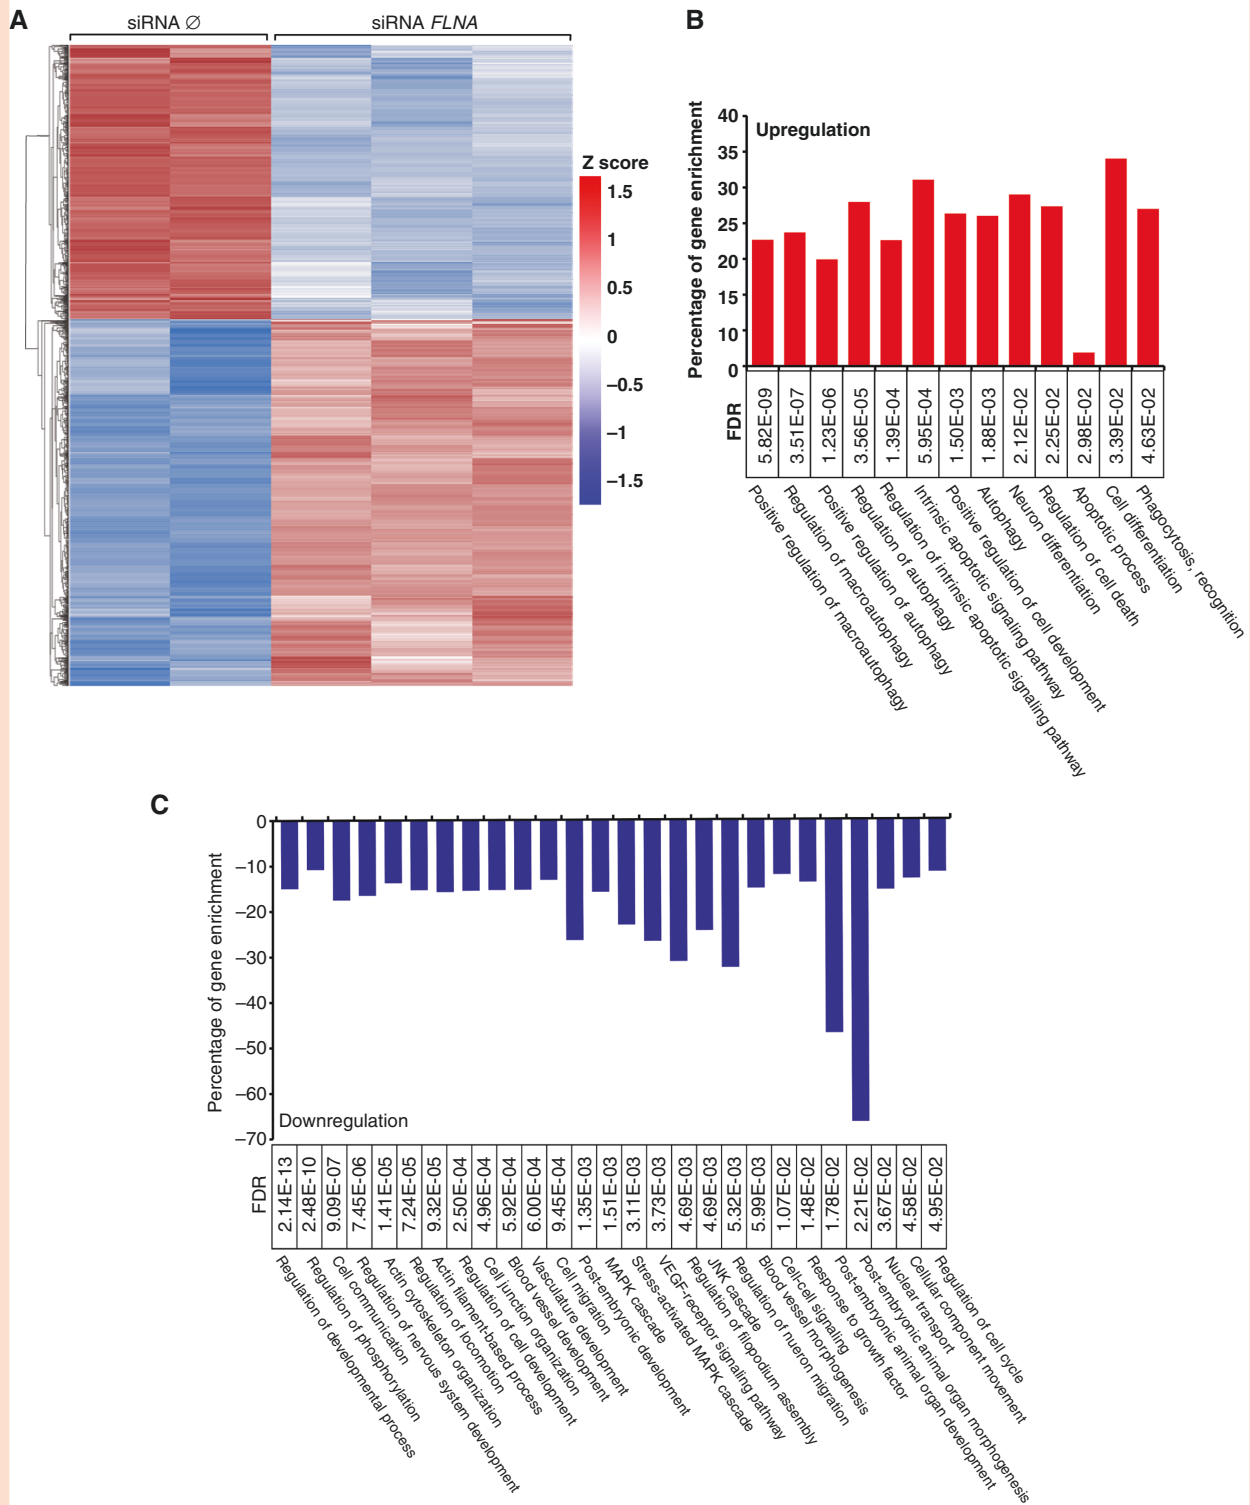 A
siRNA ∅
siRNA FLNA
Z score
1.5
1
0.5
0
–0.5
–1
–1.5
B
Upregulation
Percentage of gene enrichment
40
35
30
25
20
15
10
0
FDR
5.82E-09
3.51E-07
1.23E-06
3.56E-05
1.39E-04
5.95E-04
1.50E-03
1.88E-03
2.12E-02
2.25E-02
2.98E-02
3.39E-02
4.63E-02
Positive regulation of macroautophagy
Regulation of macroautophagy
Positive regulation of autophagy
Regulation of autophagy
Regulation of intrinsic apoptotic signaling pathway
Intrinsic apoptotic signaling pathway
Positive regulation of cell development
Autophagy
Neuron differentiation
Regulation of cell death
Apoptotic process
Cell differentiation
Phagocytosis, recognition
C
Percentage of gene enrichment
0
–10
–20
–30
–40
–50
–60
–70
Downregulation
FDR
2.14E-13
2.48E-10
9.09E-07
7.45E-06
1.41E-05
7.24E-05
9.32E-05
2.50E-04
4.96E-04
5.92E-04
6.00E-04
9.45E-04
1.35E-03
1.51E-03
3.11E-03
3.73E-03
4.69E-03
4.69E-03
5.32E-03
5.99E-03
1.07E-02
1.48E-02
1.78E-02
2.21E-02
3.67E-02
4.58E-02
4.95E-02
Regulation of developmental process
Regulation of phosphorylation
Cell communication
Regulation of nervous system development
Actin cytoskeleton organization
Regulation of locomotion
Actin filament-based process
Regulation of cell development
Cell junction organization
Blood vessel development
Vasculature development
Cell migration
Post-embryonic development
MAPK cascade
Stress-activated MAPK cascade
VEGF-receptor signaling pathway
Regulation of filopodium assembly
JNK cascade
Regulation of nueron migration
Blood vessel morphogenesis
Cell-cell signaling
Response to growth factor
Post-embryonic animal organ development
Post-embryonic animal organ morphogenesis
Nuclear transport
Cellular component movement
Regulation of cell cycle